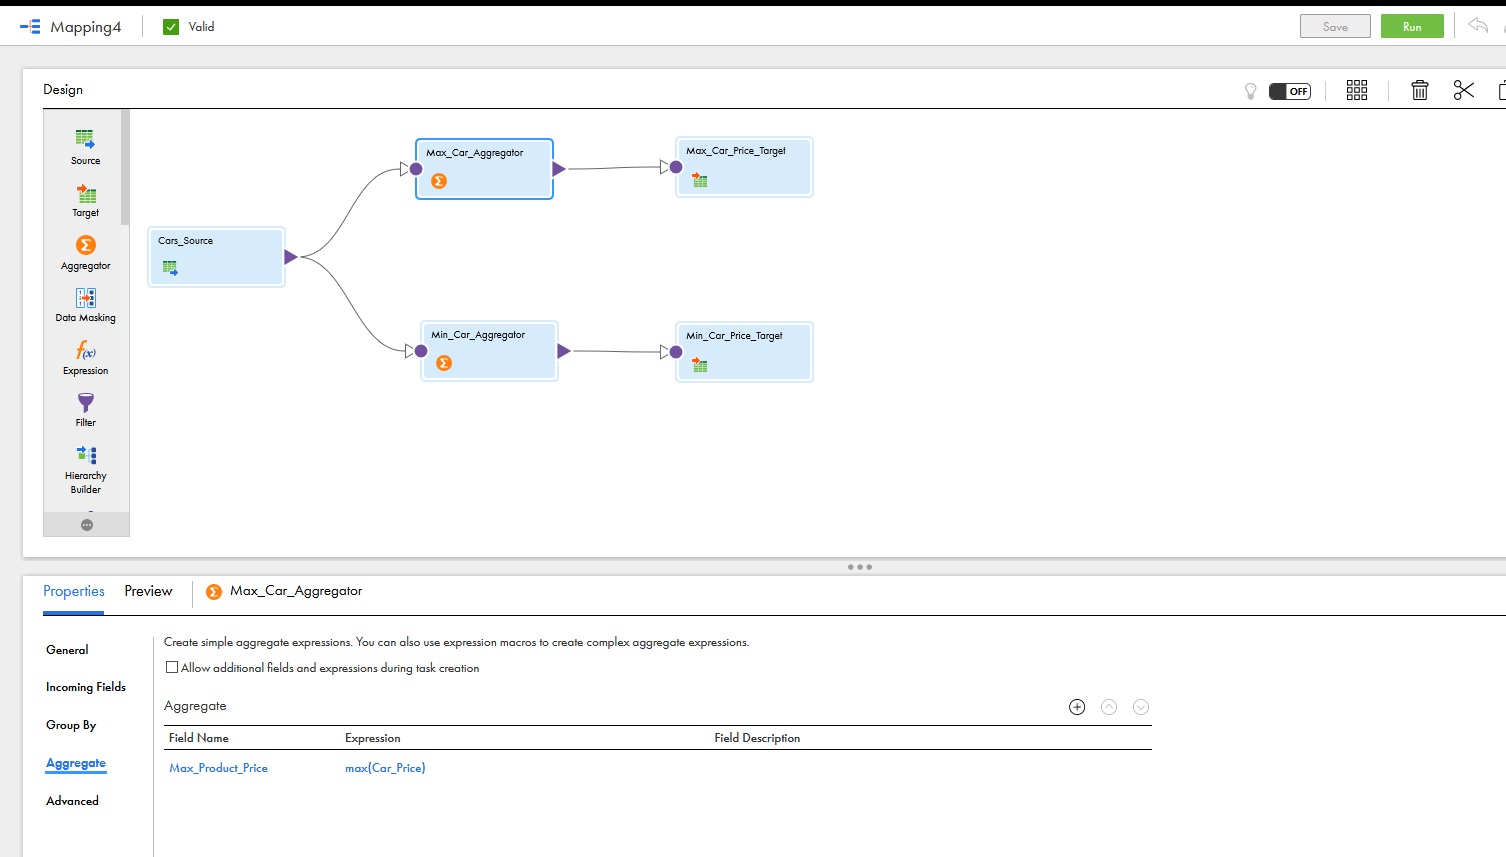 Mapping4
Valid
Save
Run
Design
OFF
Source
Target
Aggregator
Data Masking
Expression
Filter
Hierarchy
Builder
Cars_Source
Max_Car_Aggregator
Max_Car_Price_Target
Min_Car_Aggregator
Min_Car_Price_Target
Properties
Preview
Max_Car_Aggregator
General
Incoming Fields
Group By
Aggregate
Advanced
Create simple aggregate expressions. You can also use expression macros to create complex aggregate expressions.
Allow additional fields and expressions during task creation
Aggregate
Field Name Expression Field Description
Max_Product_Price max(Car_Price)